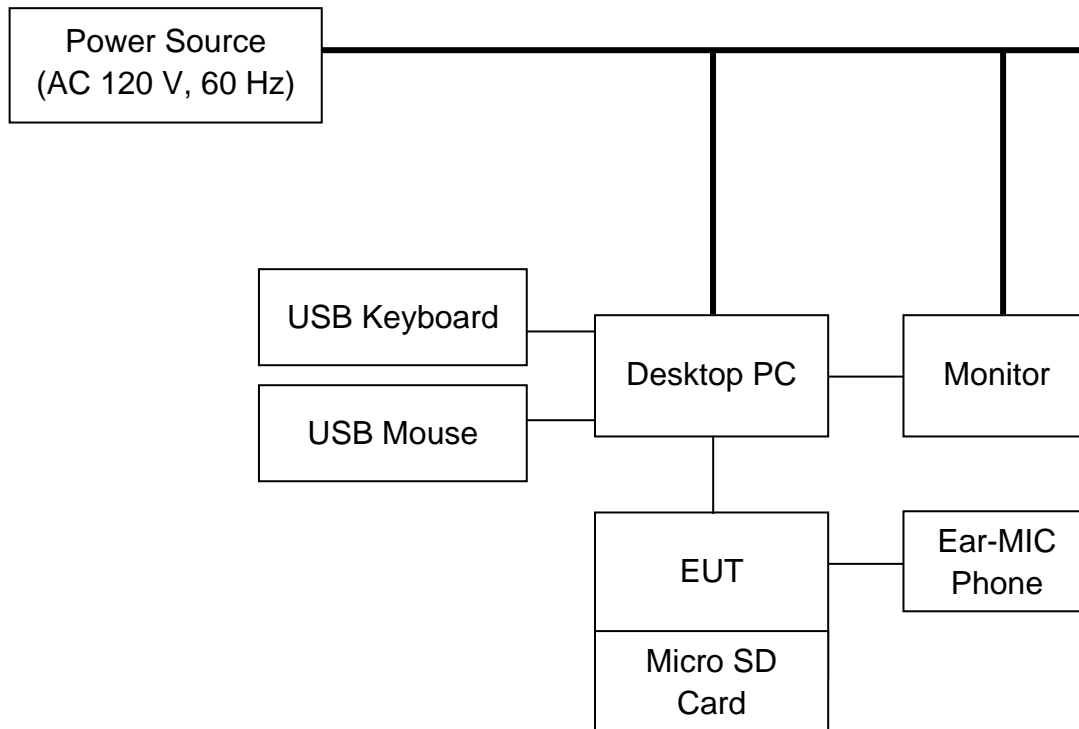 Power Source
(AC 120 V, 60 Hz)
USB Keyboard
Desktop PC
Monitor
USB Mouse
EUT
Ear-MIC
Phone
Micro SD
Card